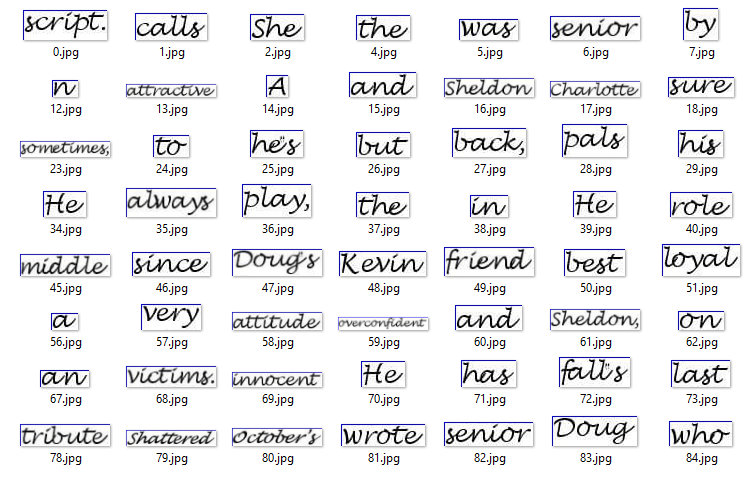 script. calls She the was senior by
0.jpg 1.jpg 2.jpg 4.jpg 5.jpg 6.jpg 7.jpg
n attractive A and Sheldon Charlotte sure
12.jpg 13.jpg 14.jpg 15.jpg 16.jpg 17.jpg 18.jpg
sometimes, to he"s but back, pals his
23.jpg 24.jpg 25.jpg 26.jpg 27.jpg 28.jpg 29.jpg
He always play, the in He role
34.jpg 35.jpg 36.jpg 37.jpg 38.jpg 39.jpg 40.jpg
middle since Doug's Kevin friend best loyal
45.jpg 46.jpg 47.jpg 48.jpg 49.jpg 50.jpg 51.jpg
a very attitude overconfident and Sheldon, on
56.jpg 57.jpg 58.jpg 59.jpg 60.jpg 61.jpg 62.jpg
an victims. innocent He has fall"s last
67.jpg 68.jpg 69.jpg 70.jpg 71.jpg 72.jpg 73.jpg
tribute Shattered October's wrote senior Doug who
78.jpg 79.jpg 80.jpg 81.jpg 82.jpg 83.jpg 84.jpg